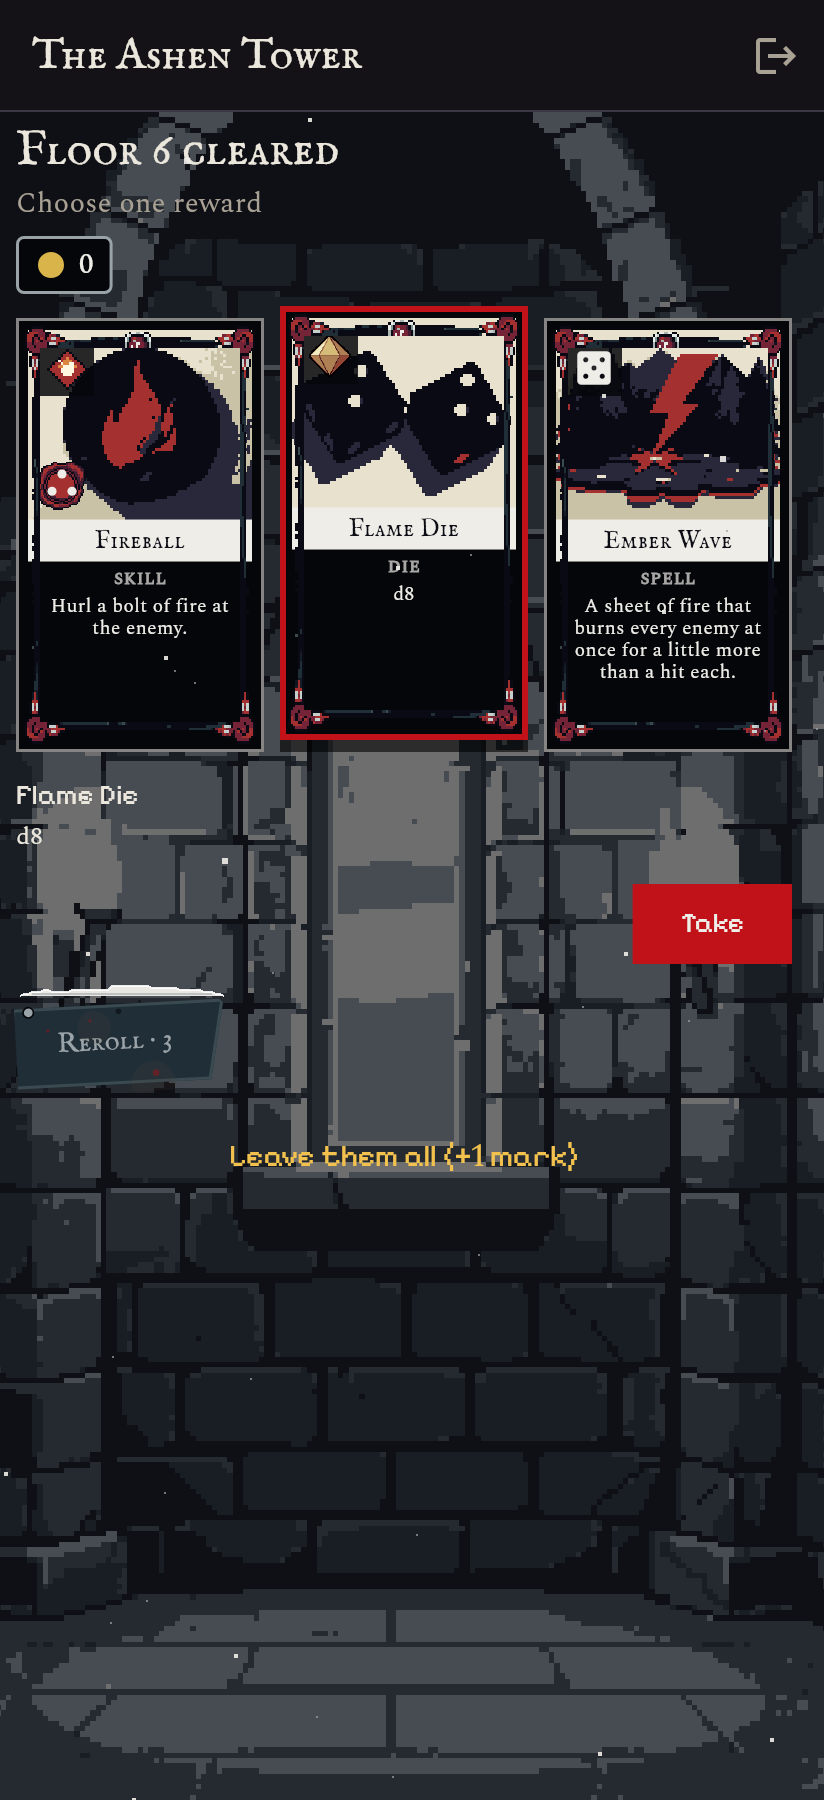 The Ashen Tower
Floor 6 cleared
Choose one reward
0
Fireball
SKILL
Hurl a bolt of fire at
the enemy.
Flame Die
DIE
d8
Ember Wave
SPELL
A sheet of fire that
burns every enemy at
once for a little more
than a hit each.
Flame Die
d8
Take
Reroll · 3
Leave them all (+1 mark)